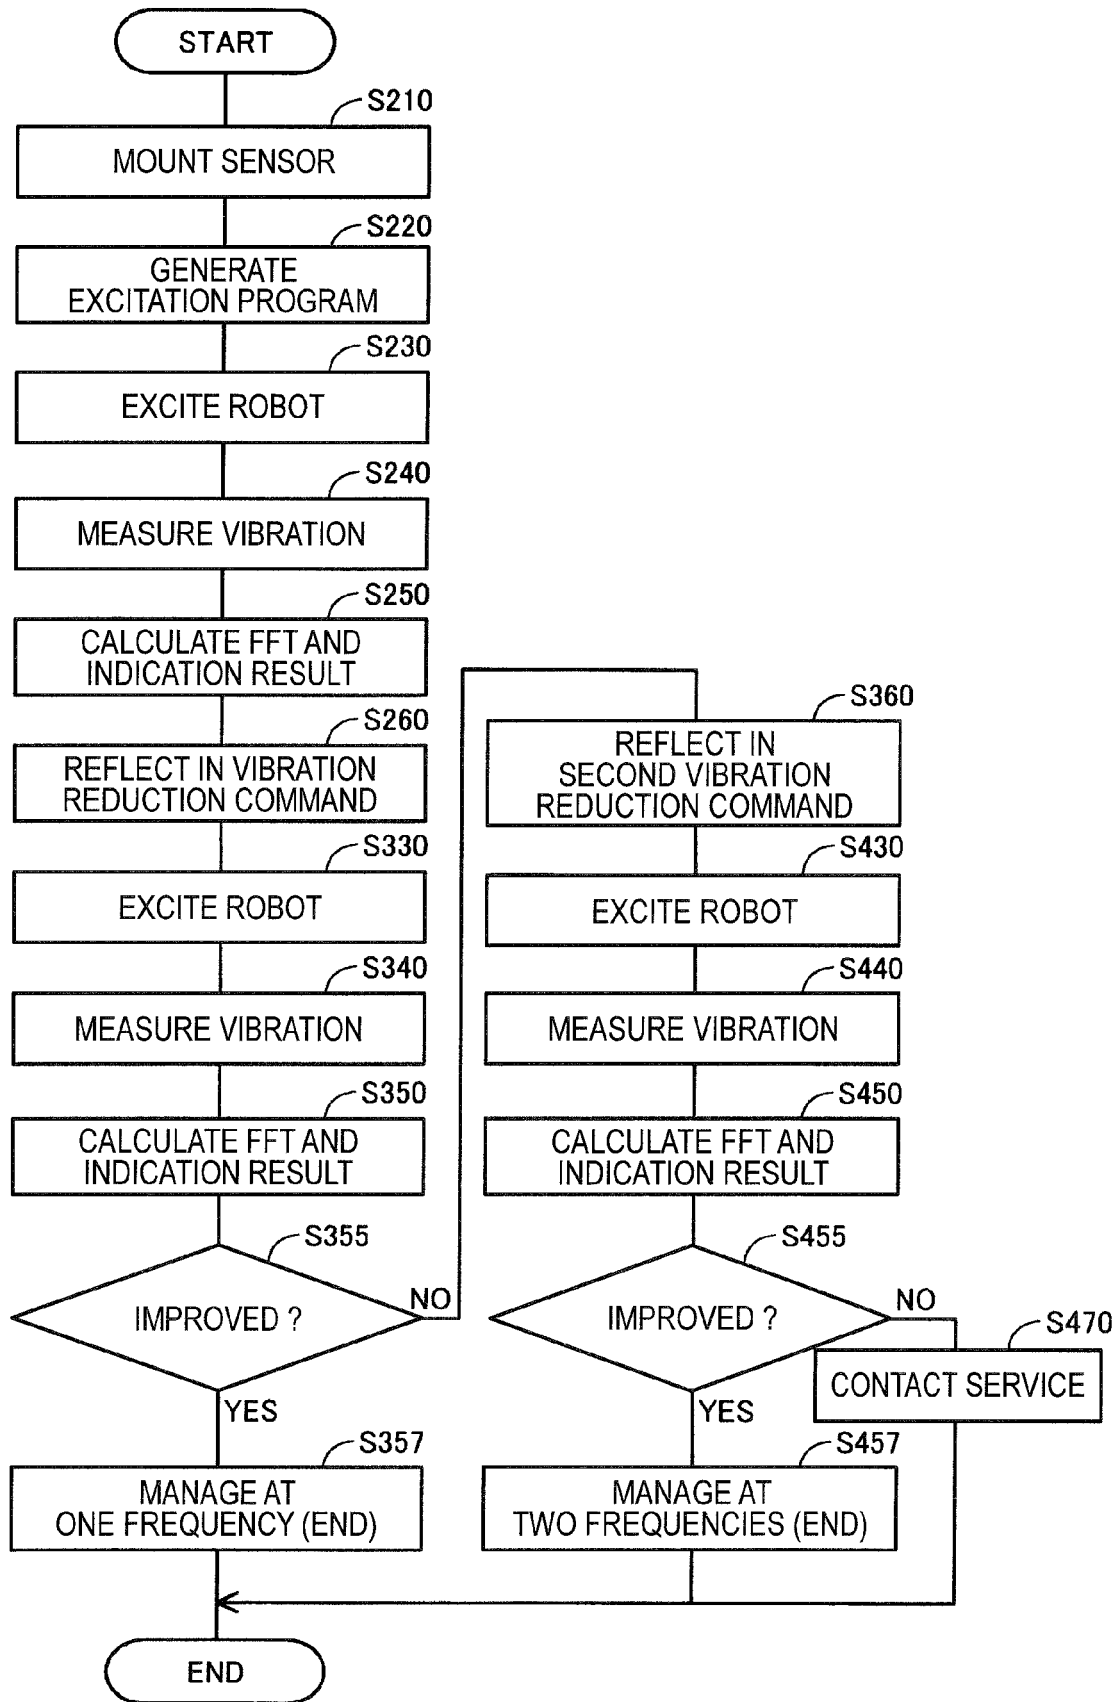 START
S210
MOUNT SENSOR
S220
GENERATE
EXCITATION PROGRAM
S230
EXCITE ROBOT
S240
MEASURE VIBRATION
S250
CALCULATE FFT AND
INDICATION RESULT
S260
REFLECT IN VIBRATION
REDUCTION COMMAND
S330
EXCITE ROBOT
S340
MEASURE VIBRATION
S350
CALCULATE FFT AND
INDICATION RESULT
S355
IMPROVED ?
NO
YES
S357
MANAGE AT
ONE FREQUENCY (END)
S360
REFLECT IN
SECOND VIBRATION
REDUCTION COMMAND
S430
EXCITE ROBOT
S440
MEASURE VIBRATION
S450
CALCULATE FFT AND
INDICATION RESULT
S455
IMPROVED ?
NO
S470
CONTACT SERVICE
YES
S457
MANAGE AT
TWO FREQUENCIES (END)
END